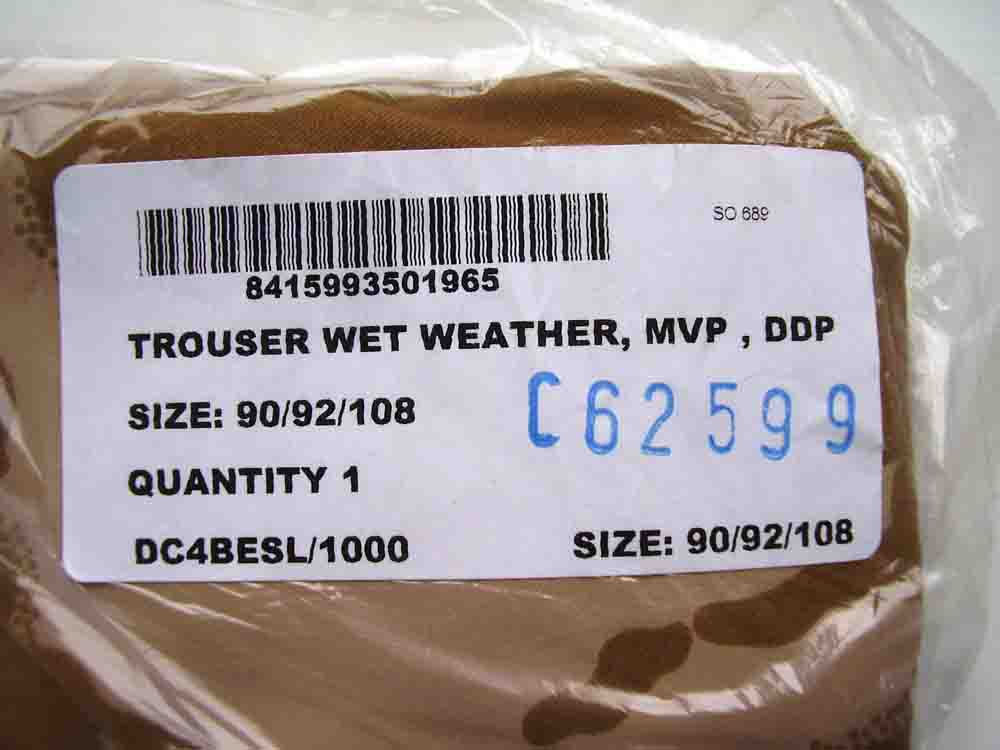 SO 689
8415993501965
TROUSER WET WEATHER, MVP , DDP
SIZE: 90/92/108
C62599
QUANTITY 1
DC4BESL/1000
SIZE: 90/92/108